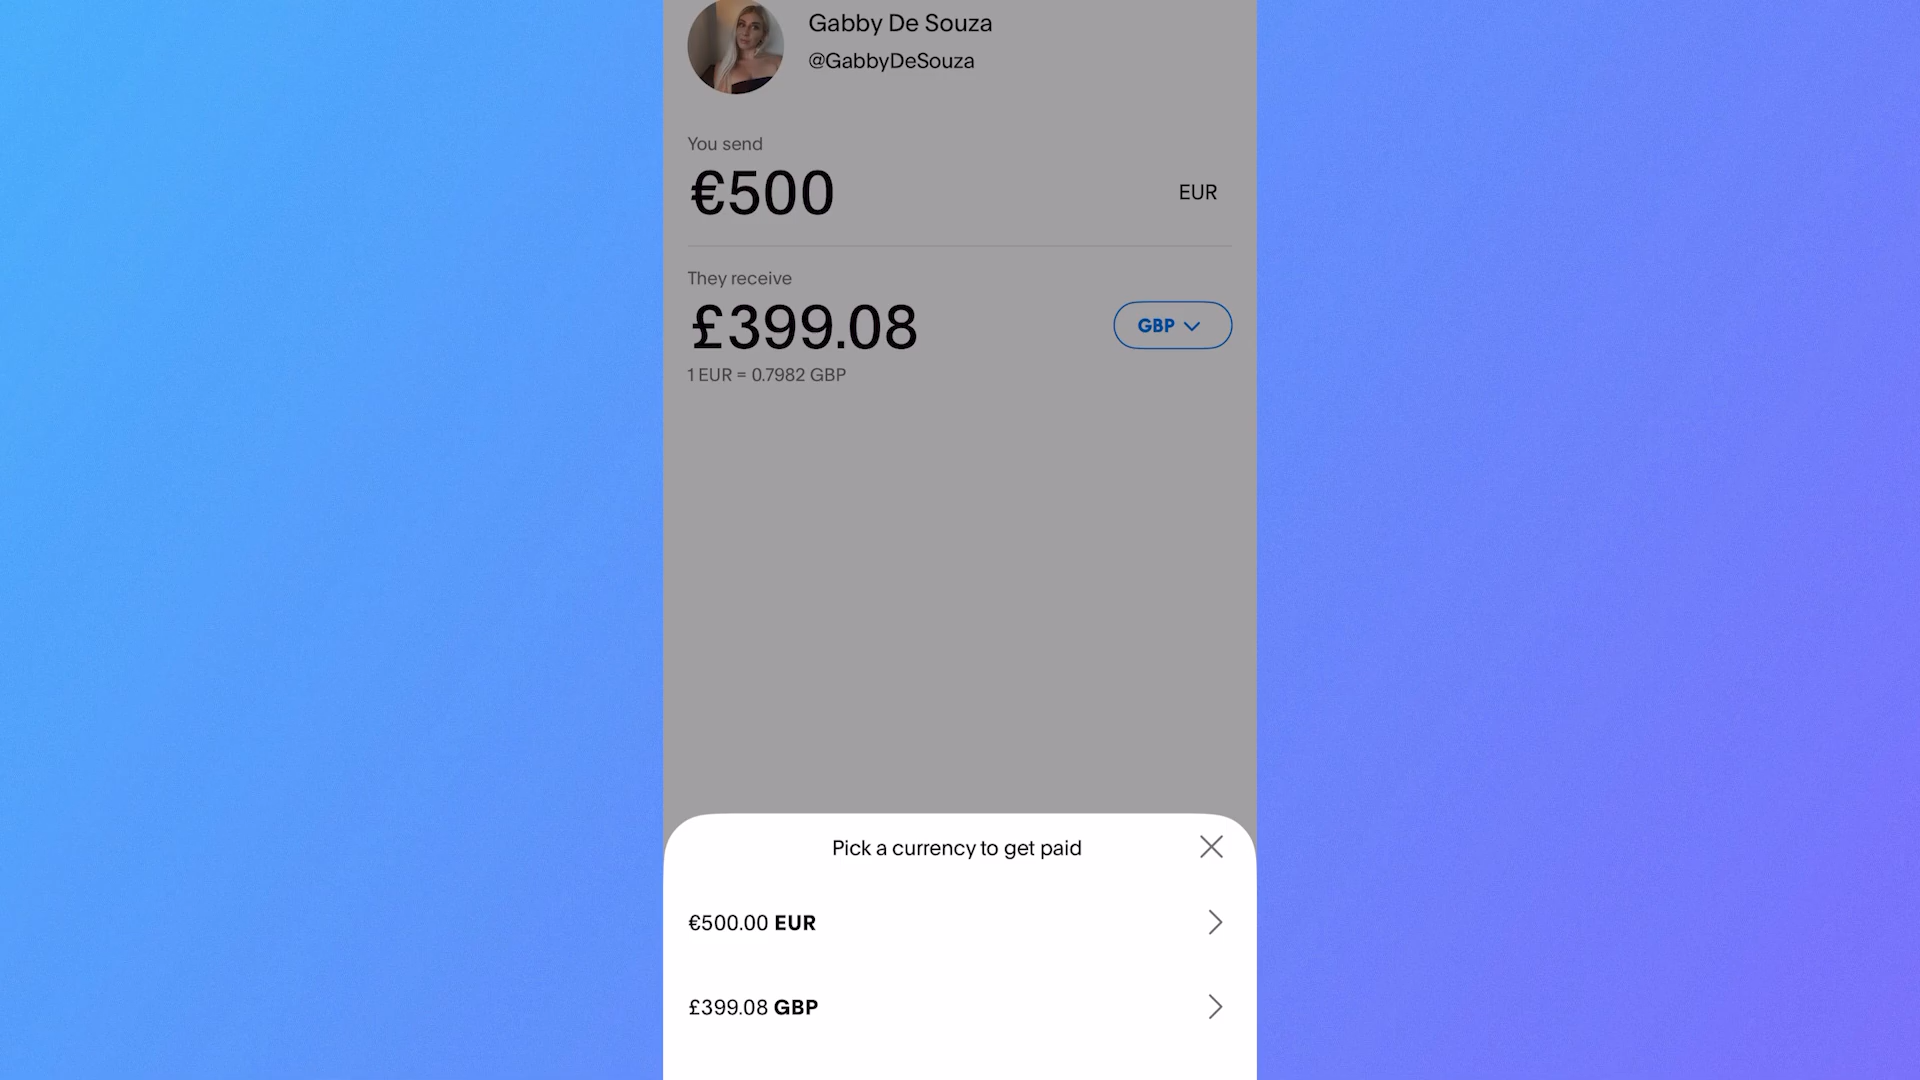 Gabby De Souza
@GabbyDeSouza
You send
€500
EUR
They receive
£399.08
GBP
1 EUR = 0.7982 GBP
Pick a currency to get paid
€500.00 EUR
£399.08 GBP